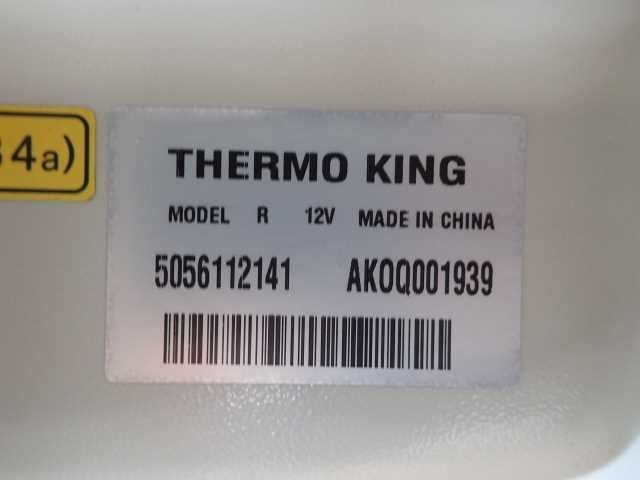 34a)
THERMO KING
MODEL R 12V MADE IN CHINA
5056112141 AK0Q001939